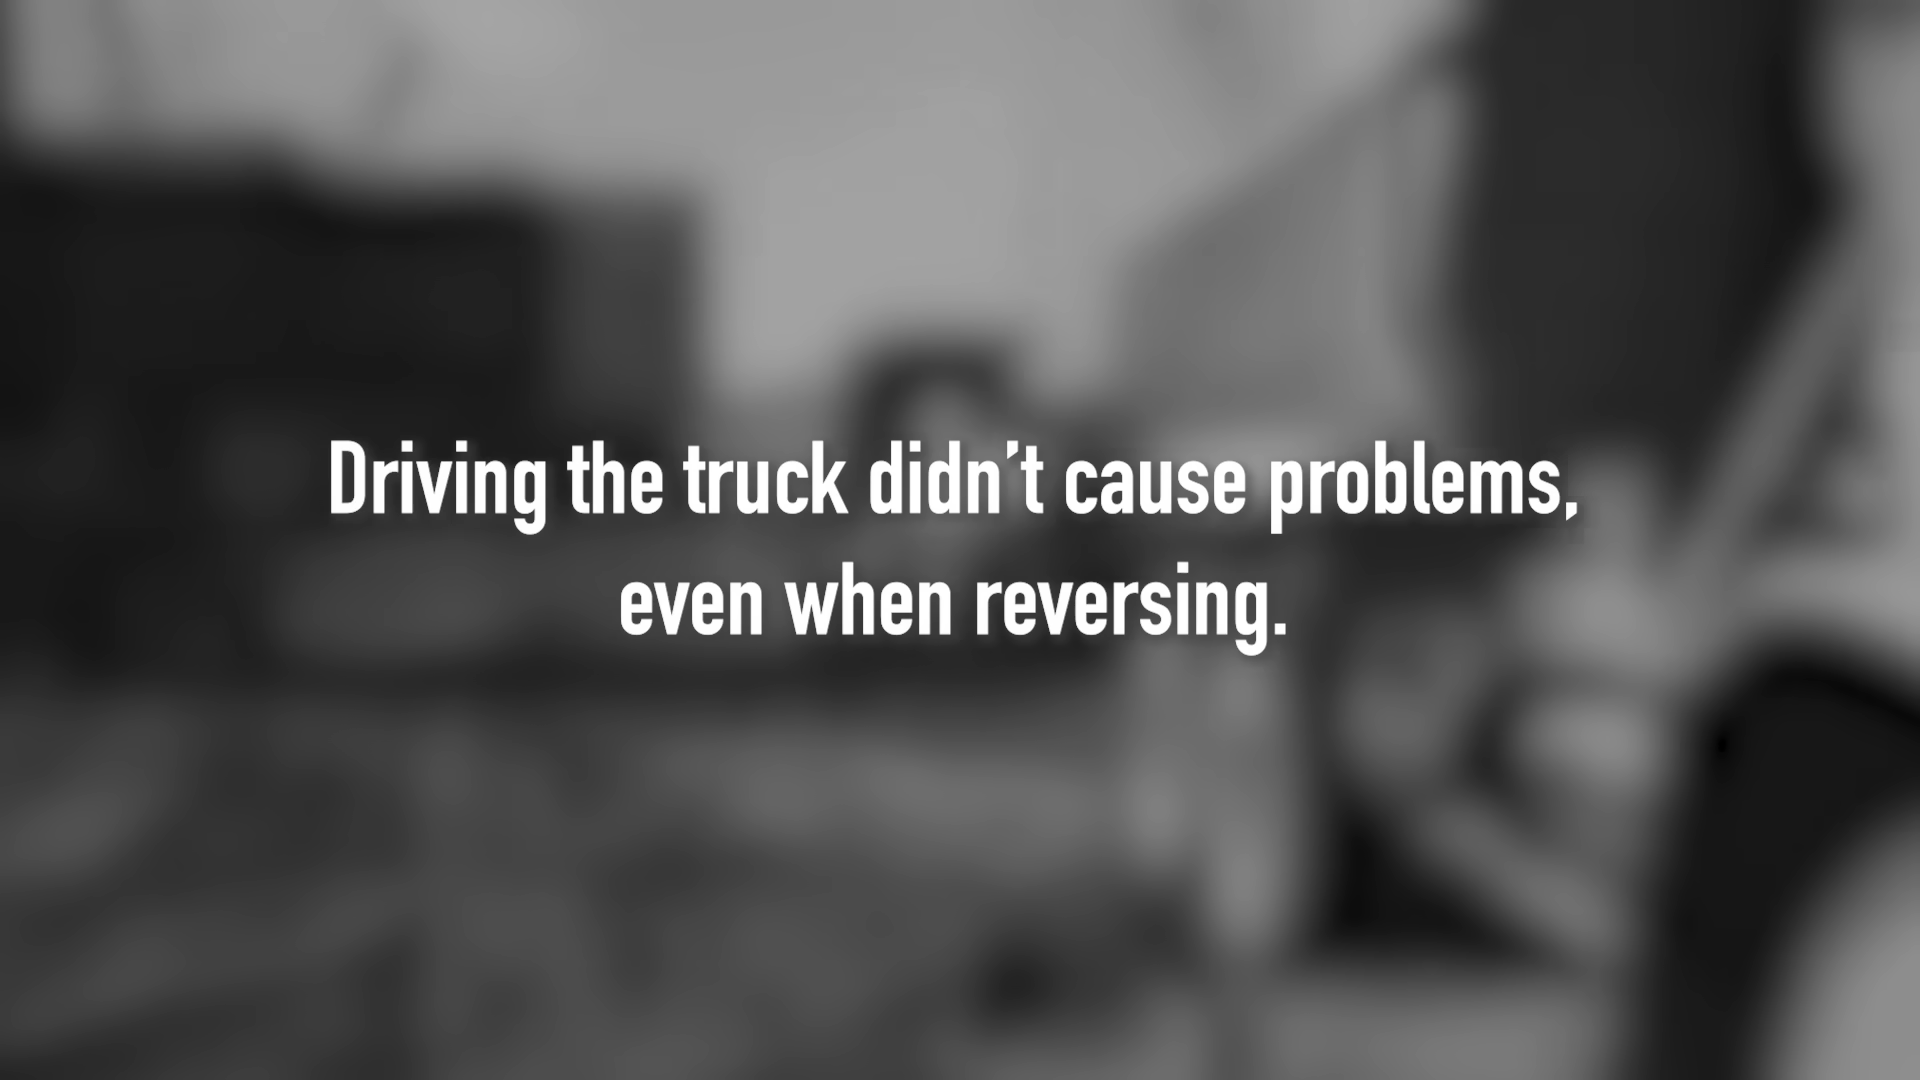 Driving the truck didn’t cause problems,
even when reversing.